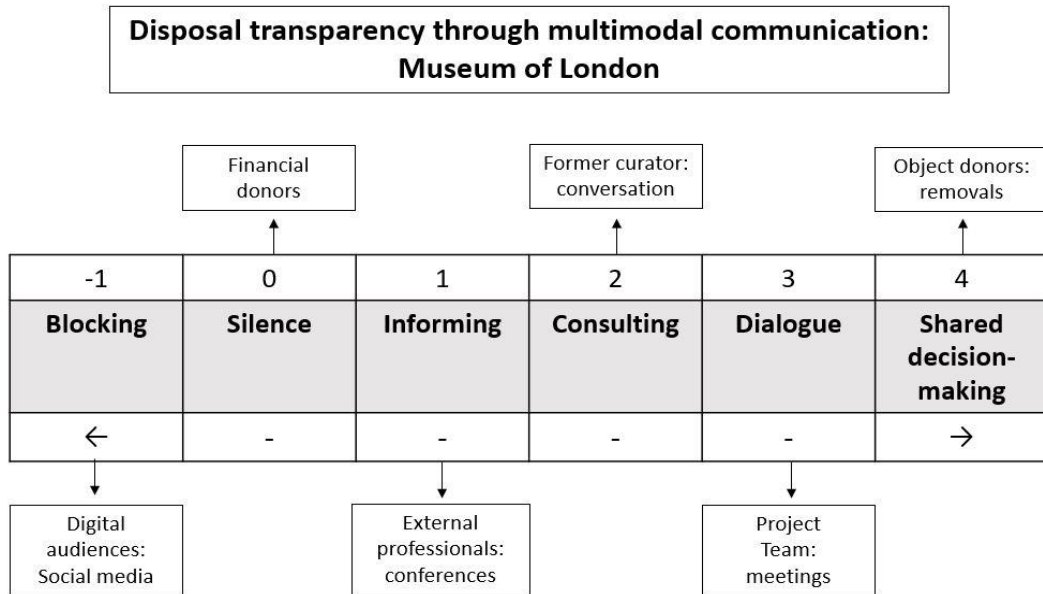 Disposal transparency through multimodal communication:
Museum of London
Financial
donors
Former curator:
conversation
Object donors:
removals
-1 0 1 2 3 4
Blocking Silence Informing Consulting Dialogue Shared
decision-
making
← - - - - →
Digital
audiences:
Social media
External
professionals:
conferences
Project
Team:
meetings